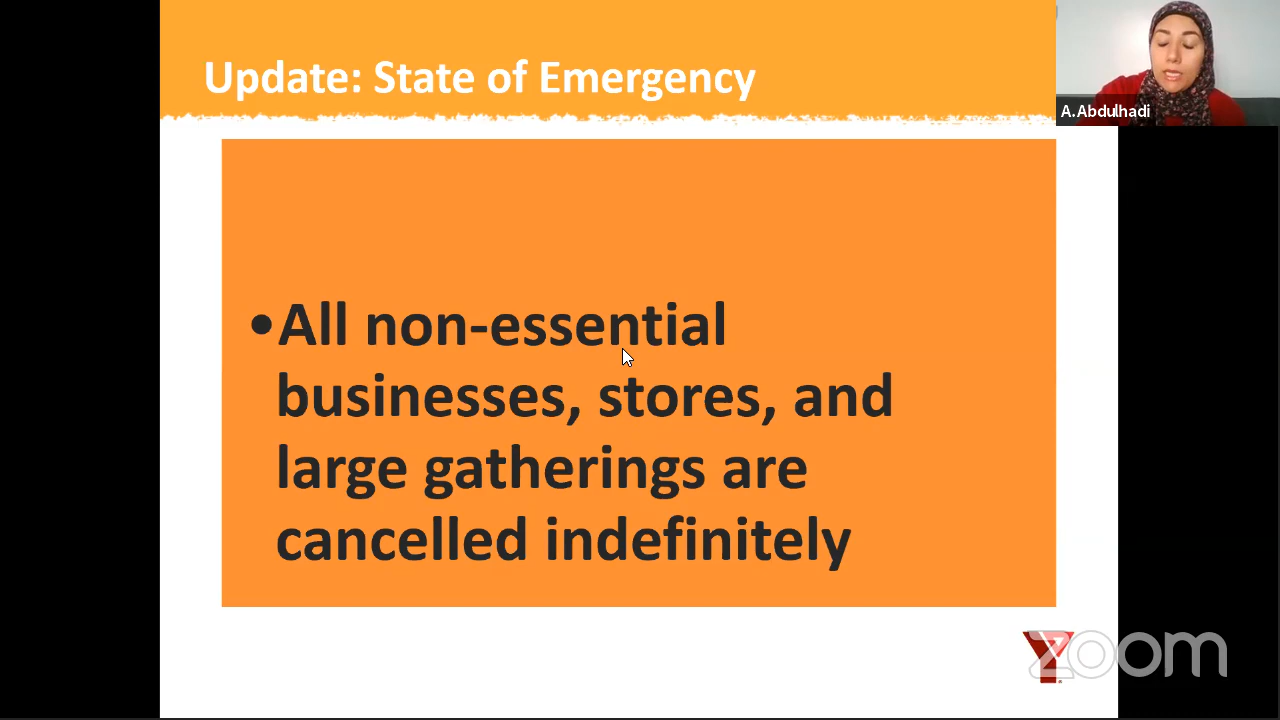 Update: State of Emergency
A.Abdulhadi
•All non-essential
businesses, stores, and
large gatherings are
cancelled indefinitely
Y
zoom